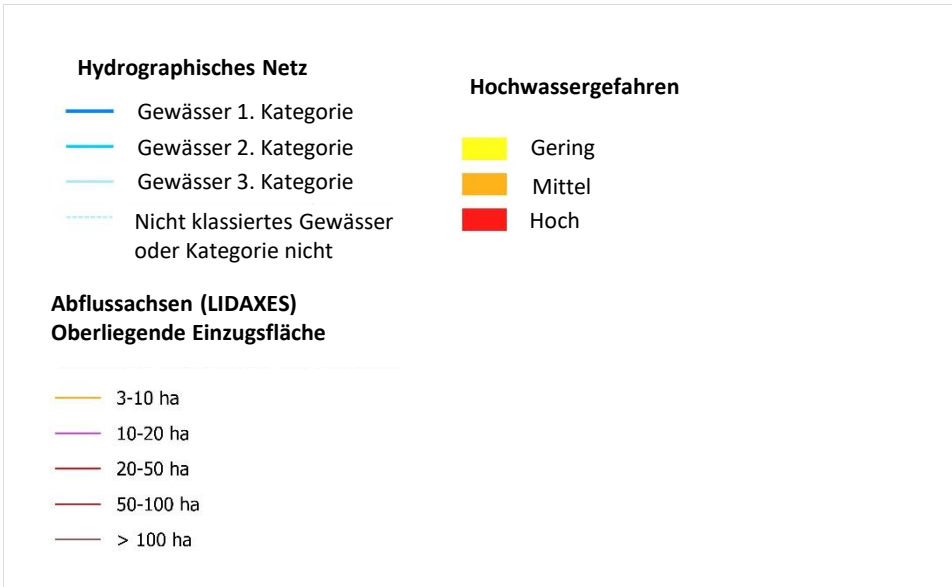 Hydrographisches Netz
Gewässer 1. Kategorie
Gewässer 2. Kategorie
Gewässer 3. Kategorie
Nicht klassiertes Gewässer
oder Kategorie nicht
Hochwassergefahren
Gering
Mittel
Hoch
Abflussachsen (LIDAXES)
Oberliegende Einzugsfläche
3-10 ha
10-20 ha
20-50 ha
50-100 ha
> 100 ha